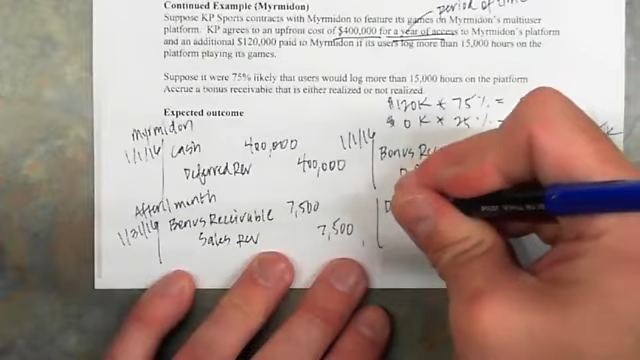 period of time
Continued Example (Myrmidon)
Suppose KP Sports contracts with Myrmidon to feature its games on Myrmidon's multiuser
platform. KP agrees to an upfront cost of $400,000 for a year of access to Myrmidon's platform
and an additional $120,000 paid to Myrmidon if its users log more than 15,000 hours on the
platform playing its games.
Suppose it were 75% likely that users would log more than 15,000 hours on the platform
Accrue a bonus receivable that is either realized or not realized.
$120K * 75% =
$ 0K * 25% =
Expected outcome
Myrmidon
1/1/16 Cash 400,000
Deferred Rev 400,000
1/1/16 Bonus Rec
D
After 1 month
1/31/16 Bonus Receivable 7,500
Sales Rev 7,500
D